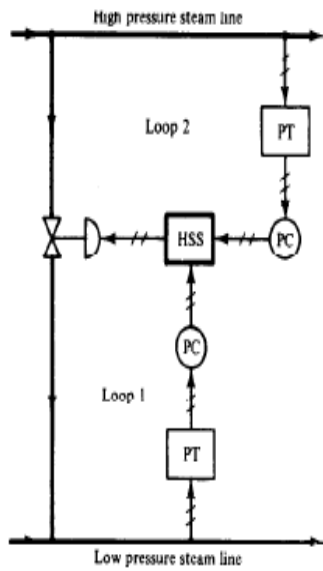 High pressure steam line
Loop 2
PT
HSS
PC
PC
Loop 1
PT
Low pressure steam line